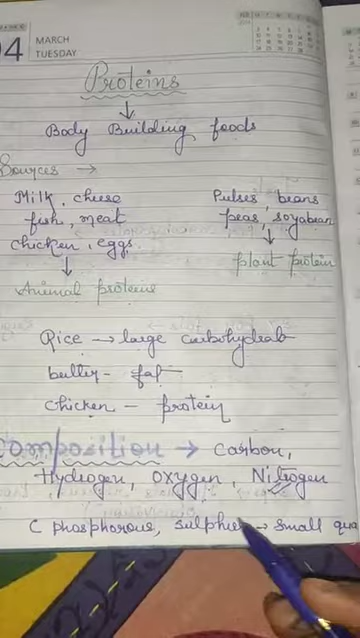 04
MARCH
TUESDAY
Proteins
Body Building foods
Sources →
Milk, cheese
fish, meat
chicken, eggs.
Animal proteins
Pulses, beans
peas, soyabean
plant protein
Rice → large carbohydrate
butter - fat
chicken - protein
Composition → Carbon,
Hydrogen, Oxygen, Nitrogen
C phosphorous, sulphur → small